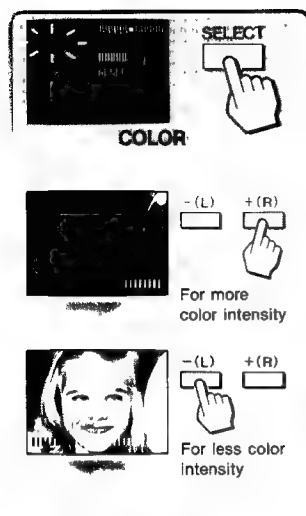 SELECT
COLOR
-(L) +(R)
For more
color intensity
-(L) +(R)
For less color
intensity